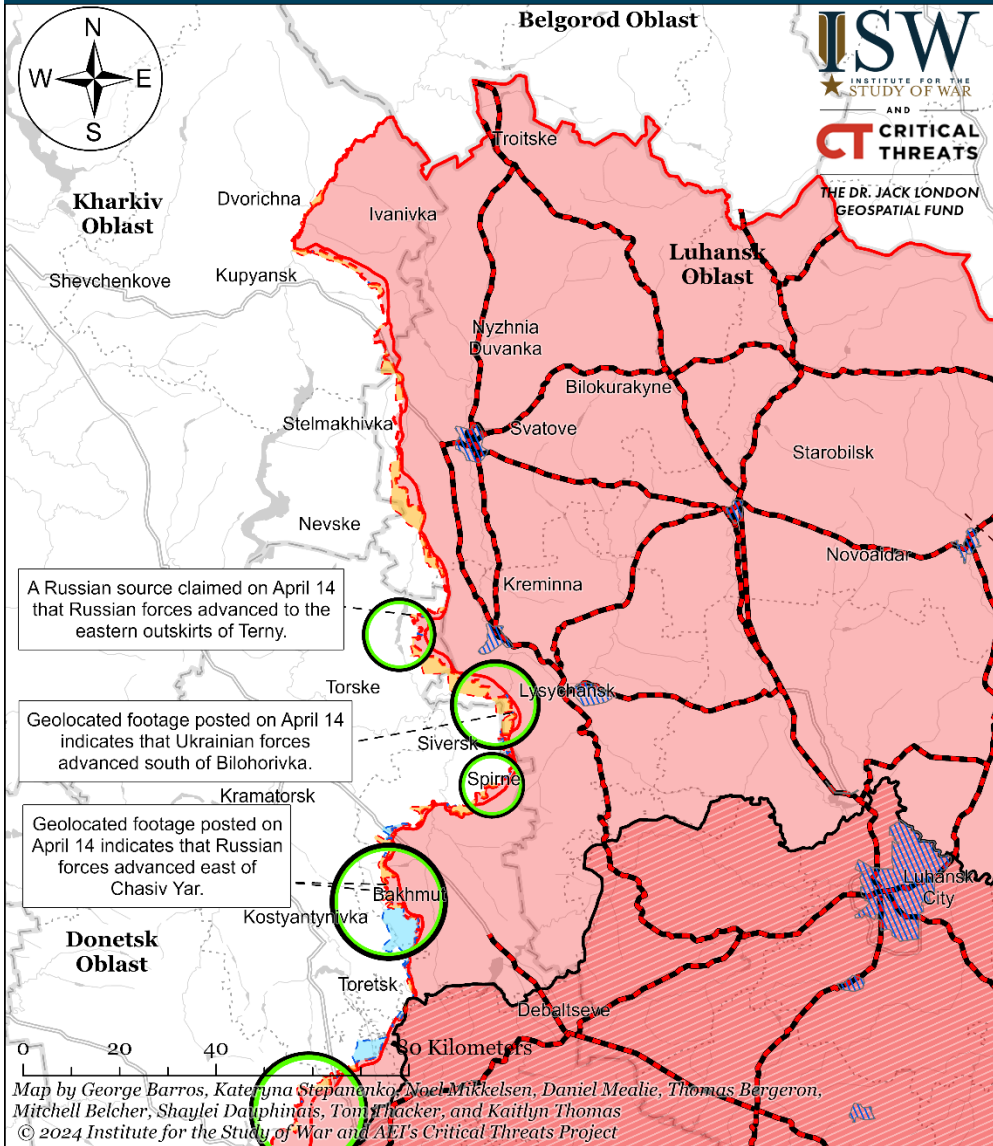 Belgorod Oblast
N
W E
S
ISW
INSTITUTE FOR THE
STUDY OF WAR
AND
CT CRITICAL
THREATS
THE DR. JACK LONDON
GEOSPATIAL FUND
Troitske
Kharkiv
Oblast
Dvorichna
Ivanivka
Luhansk
Oblast
Shevchenkove
Kupyansk
Nyzhnia
Duvanka
Bilokurakyne
Stelmakhivka
Svatove
Starobilsk
Nevske
Novoaidar
Kreminna
A Russian source claimed on April 14
that Russian forces advanced to the
eastern outskirts of Terny.
Torske
Lysychansk
Geolocated footage posted on April 14
indicates that Ukrainian forces
advanced south of Bilohorivka.
Siversk
Spirne
Kramatorsk
Geolocated footage posted on
April 14 indicates that Russian
forces advanced east of
Chasiv Yar.
Bakhmut
Luhansk
City
Kostyantynivka
Donetsk
Oblast
Toretsk
Debaltseve
0 20 40 80 Kilometers
Map by George Barros, Kateryna Stepanenko, Noel Mikkelsen, Daniel Mealie, Thomas Bergeron,
Mitchell Belcher, Shaylei Dauphinais, Tom Thacker, and Kaitlyn Thomas
© 2024 Institute for the Study of War and AEI's Critical Threats Project